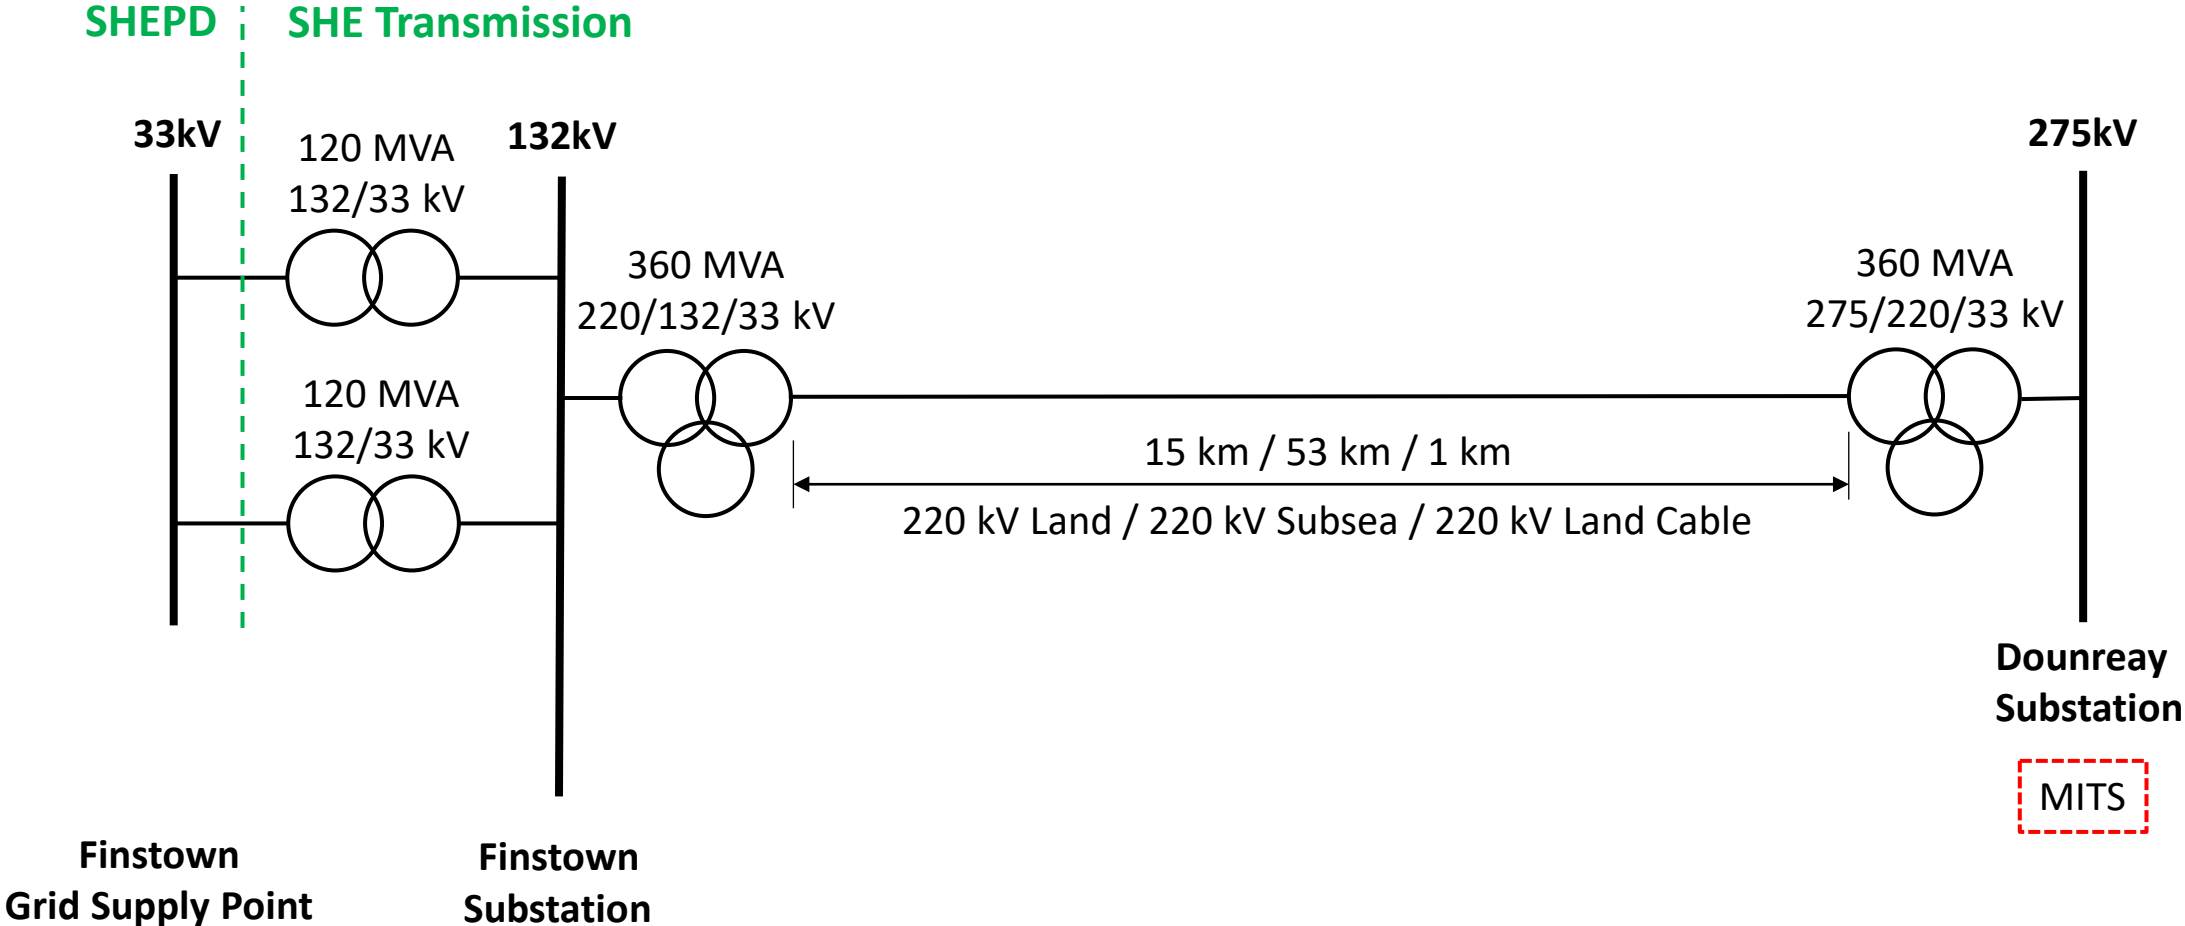 SHEPD
SHE Transmission
33kV
120 MVA
132/33 kV
132kV
275kV
360 MVA
220/132/33 kV
360 MVA
275/220/33 kV
120 MVA
132/33 kV
15 km / 53 km / 1 km
220 kV Land / 220 kV Subsea / 220 kV Land Cable
Dounreay
Substation
MITS
Finstown
Grid Supply Point
Finstown
Substation